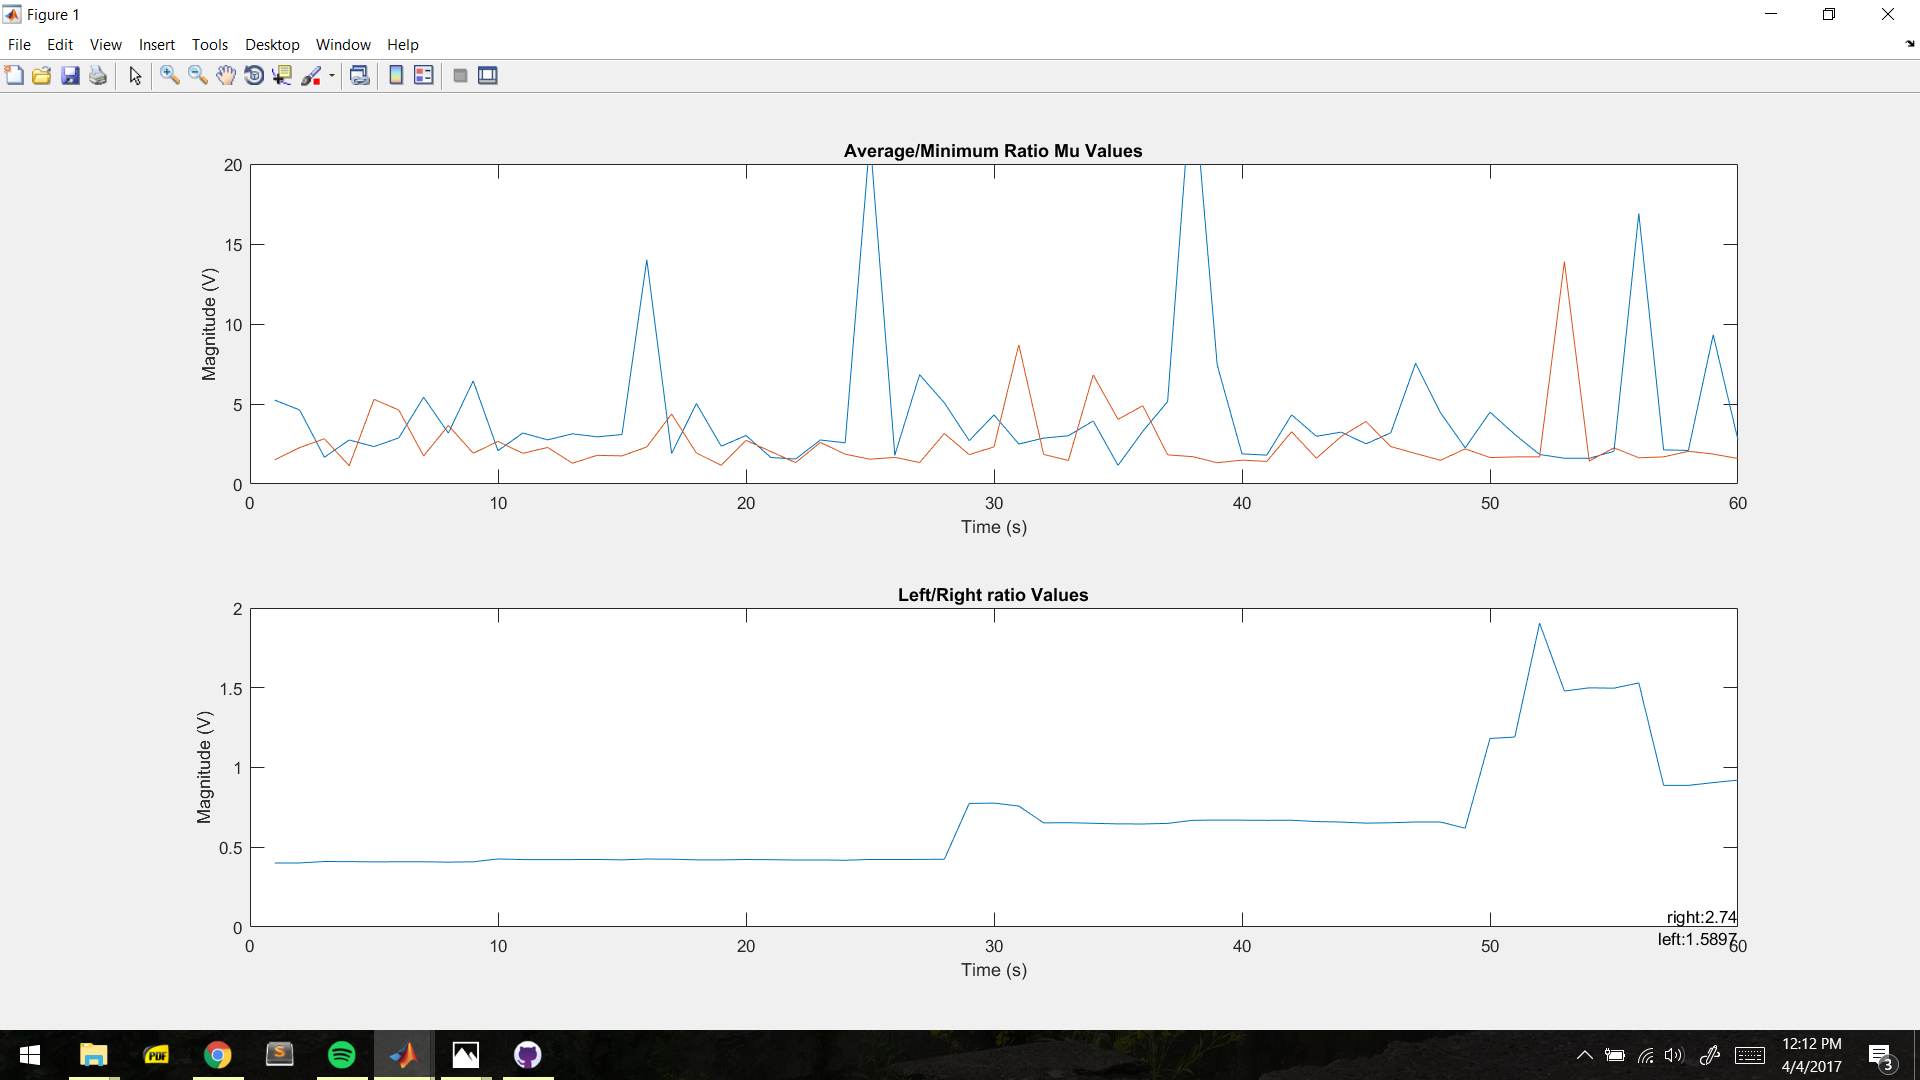 Figure 1
File Edit View Insert Tools Desktop Window Help
Average/Minimum Ratio Mu Values
20
15
10
5
0
Magnitude (V)
0 10 20 30 40 50 60
Time (s)
Left/Right ratio Values
2
1.5
1
0.5
0
Magnitude (V)
right:2.74
left:1.5897
0 10 20 30 40 50 60
Time (s)
PDF
S
12:12 PM
4/4/2017
3